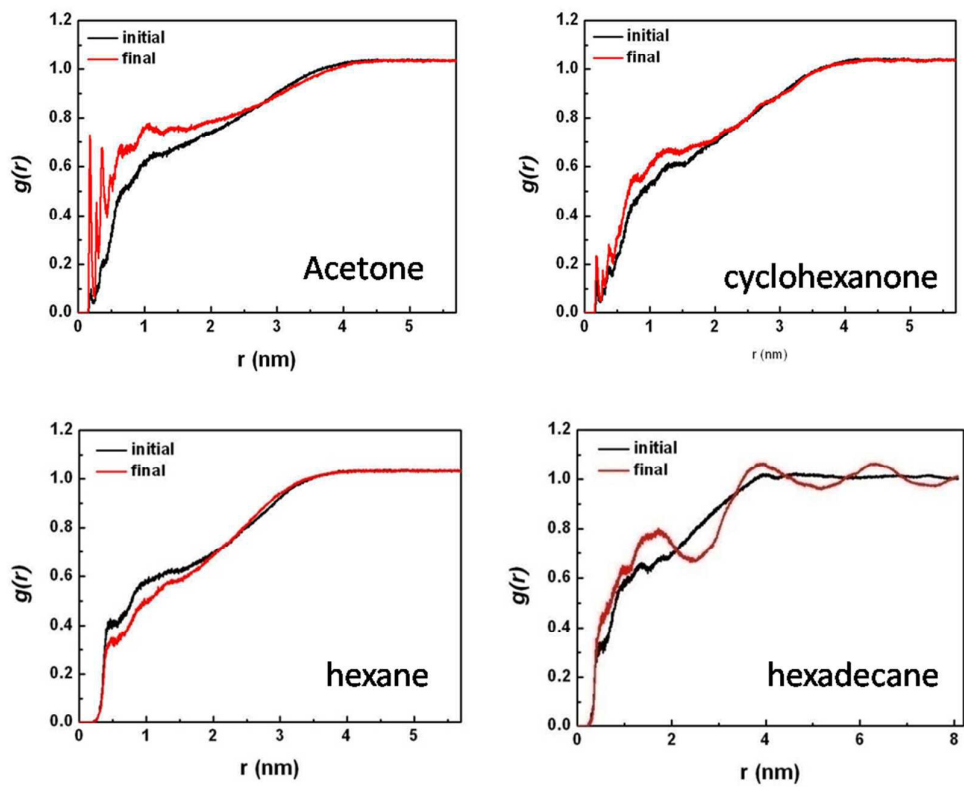 1.2
1.0
0.8
0.6
0.4
0.2
0.0
g(r)
initial
final
Acetone
0 1 2 3 4 5
r (nm)
1.2
1.0
0.8
0.6
0.4
0.2
0.0
g(r)
initial
final
cyclohexanone
0 1 2 3 4 5
r (nm)
1.2
1.0
0.8
0.6
0.4
0.2
0.0
g(r)
initial
final
hexane
0 1 2 3 4 5
r (nm)
1.2
1.0
0.8
0.6
0.4
0.2
0.0
g(r)
initial
final
hexadecane
0 2 4 6 8
r (nm)